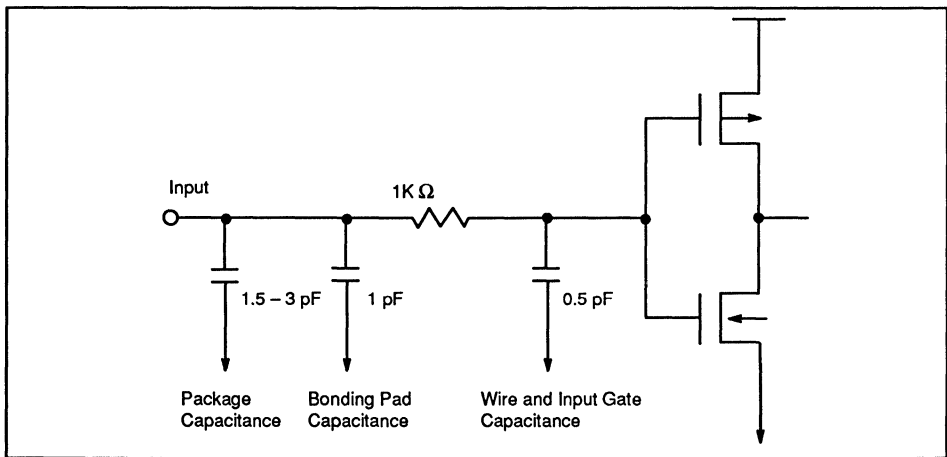 Input
1K Ω
1.5 – 3 pF
1 pF
0.5 pF
Package
Capacitance
Bonding Pad
Capacitance
Wire and Input Gate
Capacitance